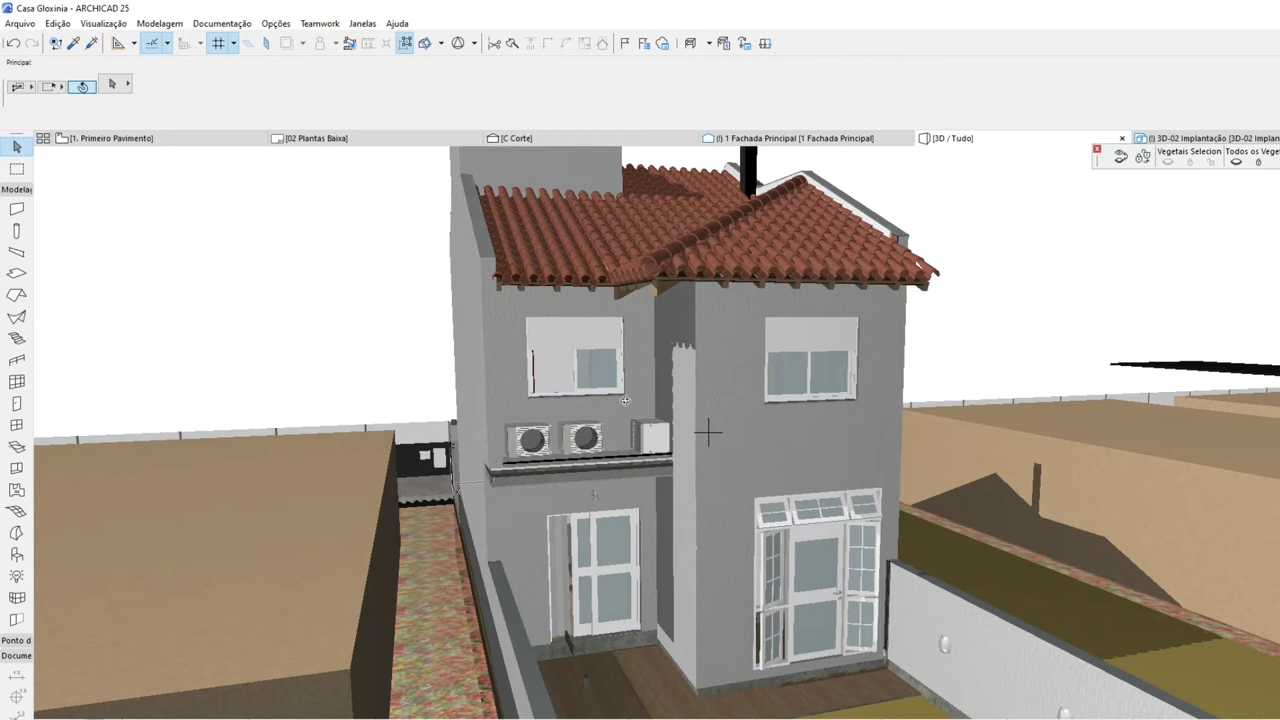 Casa Gloxinia - ARCHICAD 25
Arquivo Edição Visualização Modelagem Documentação Opções Teamwork Janelas Ajuda
Principal:
[1. Primeiro Pavimento] [02 Plantas Baixa] [C Corte] (!) 1 Fachada Principal [1 Fachada Principal] [3D / Tudo] (!) 3D-02 Implantação [3D-02 Implan
Vegetais Selecion Todos os Vege
Modelaç
Ponto d
Docume